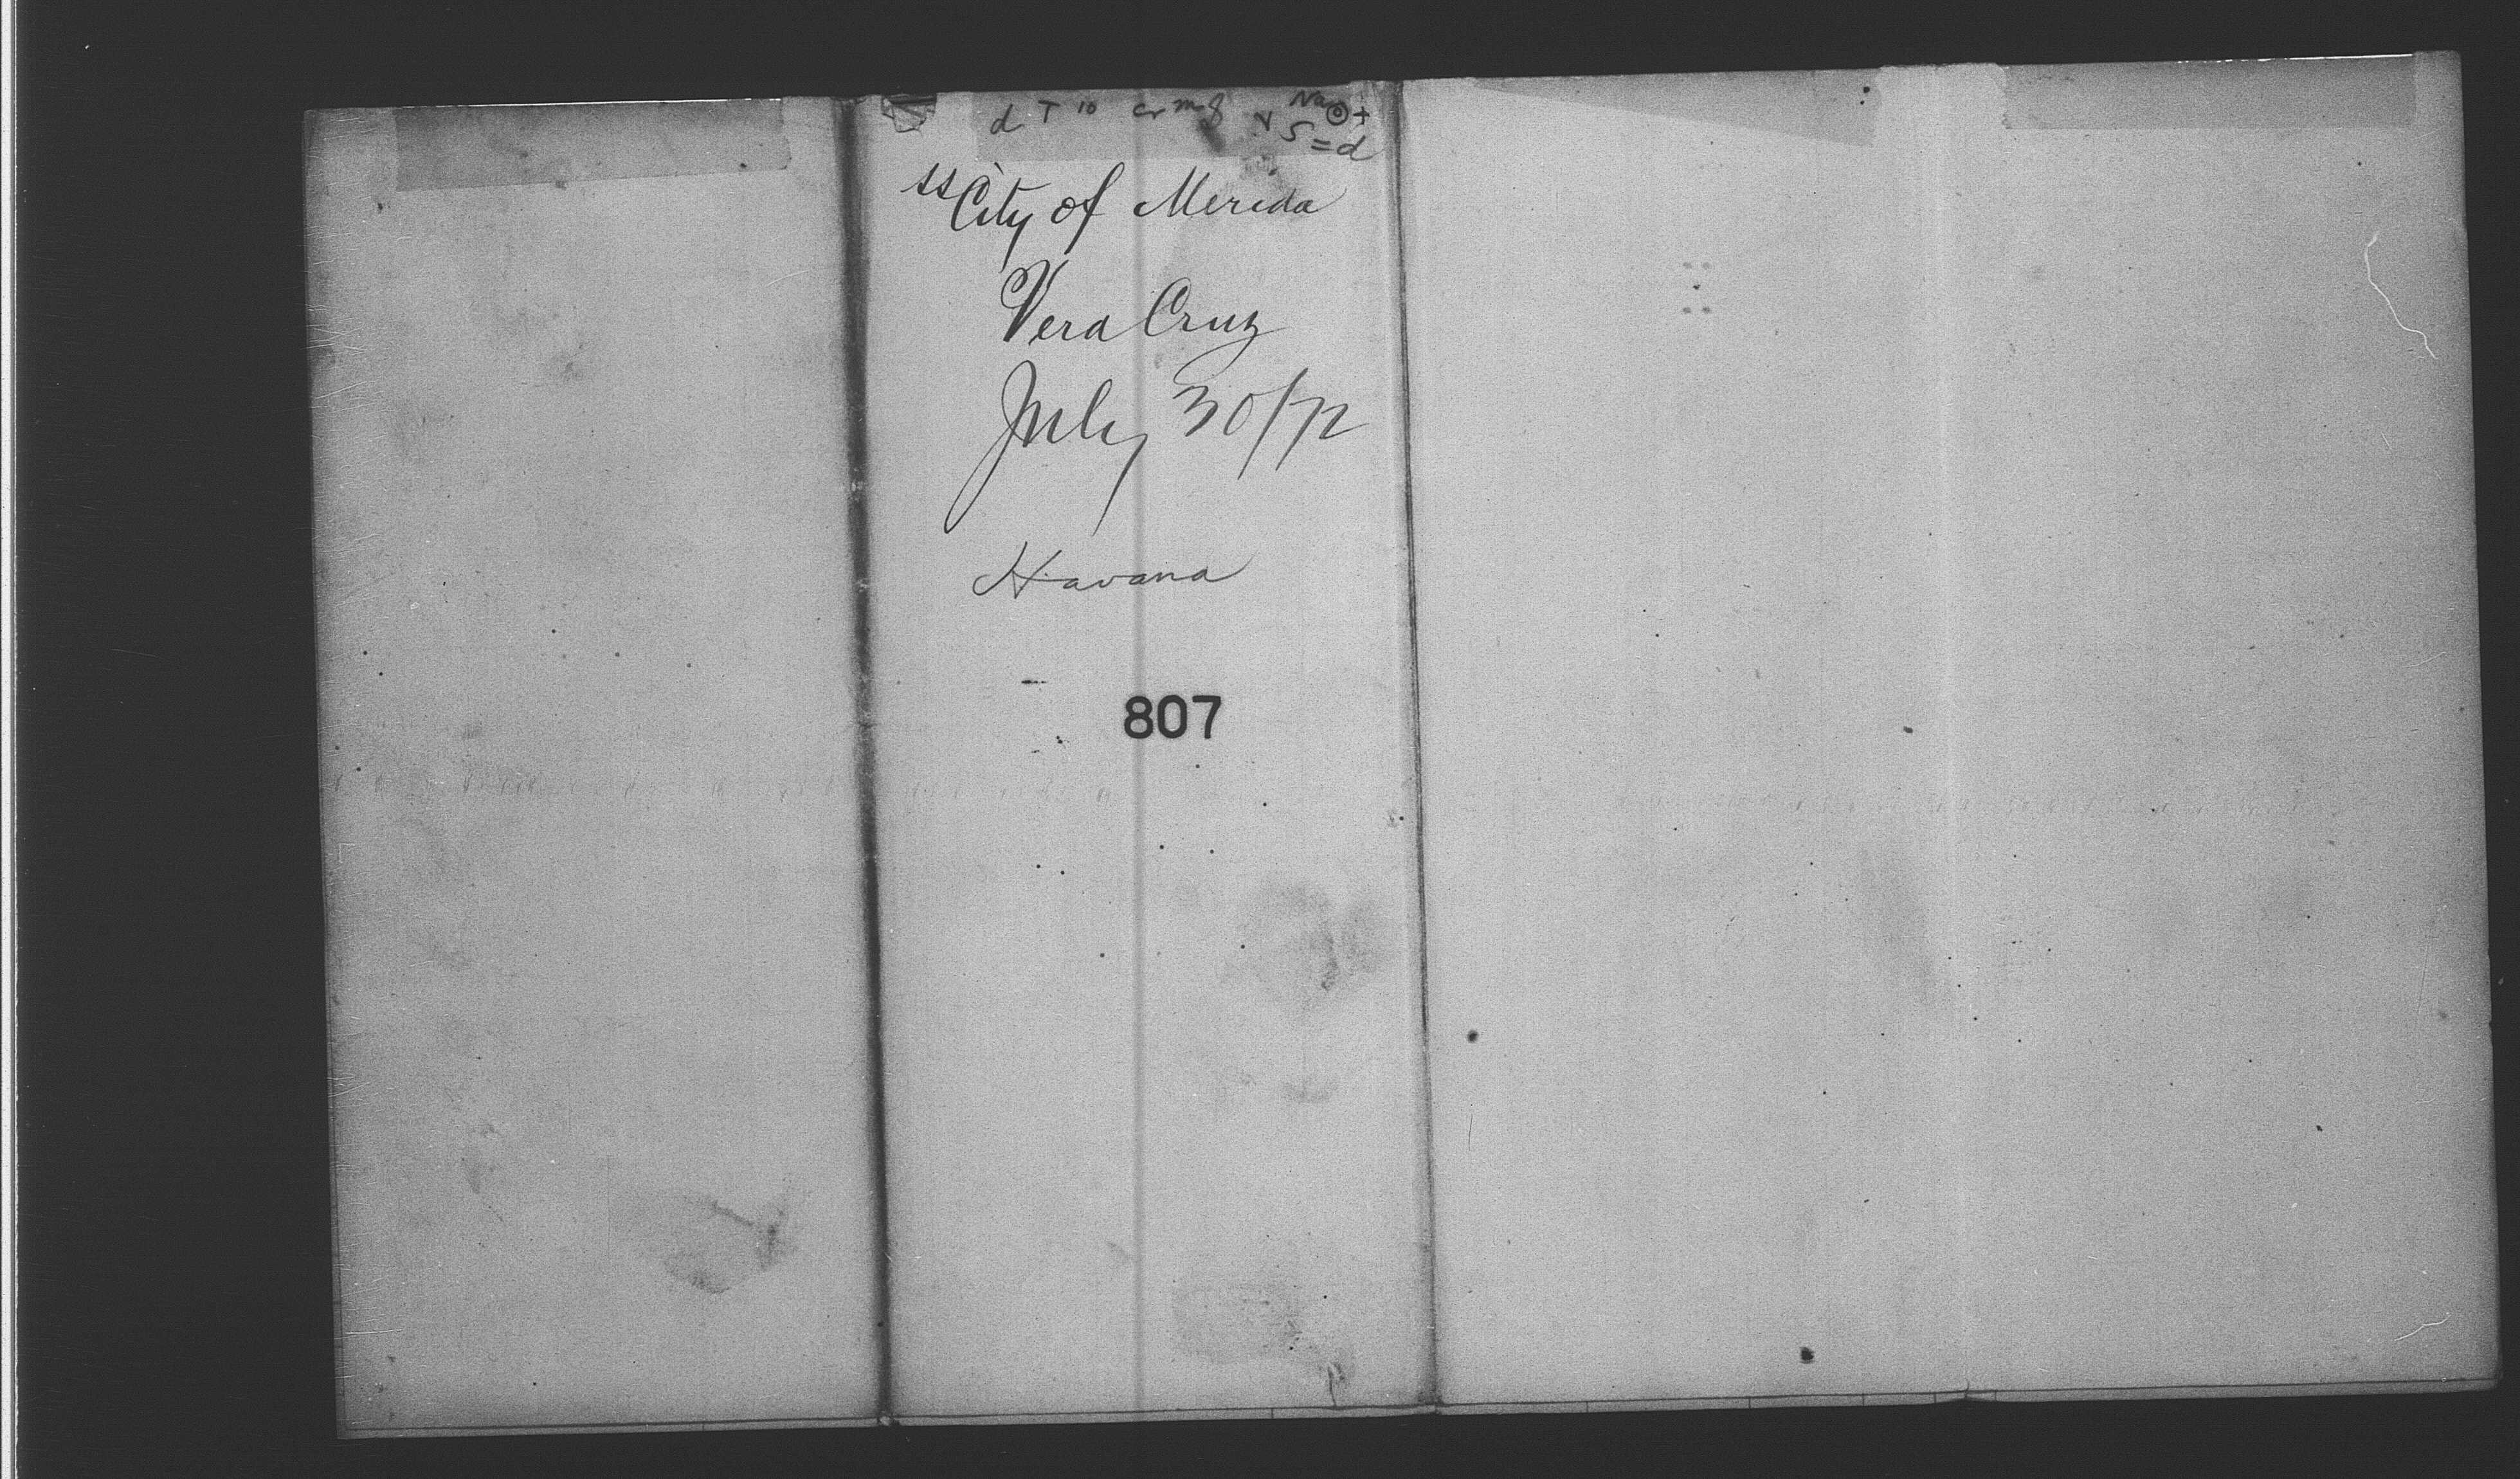 SS City of Merida
Vera Cruz
July 30/72
Havana
807